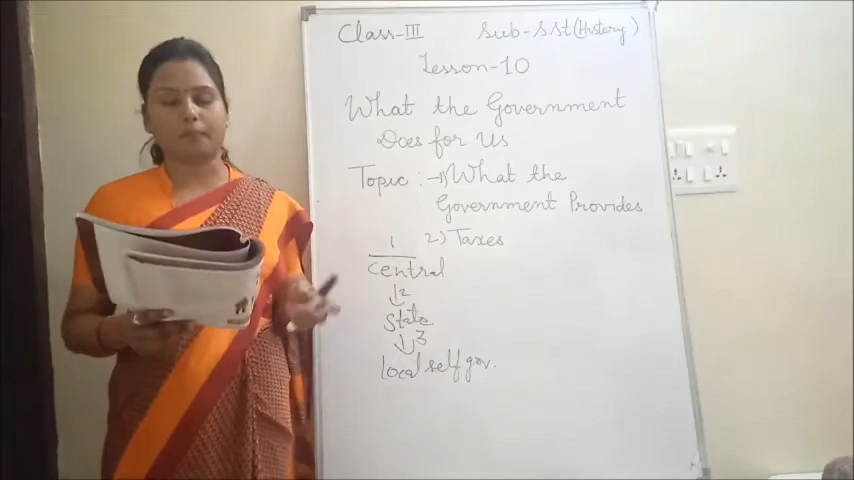 Class-III Sub-SSt(History)
Lesson-10
What the Government
Does for Us
Topic :- 1) What the
Government Provides
2) Taxes
1
Central
2
State
3
local self gov.